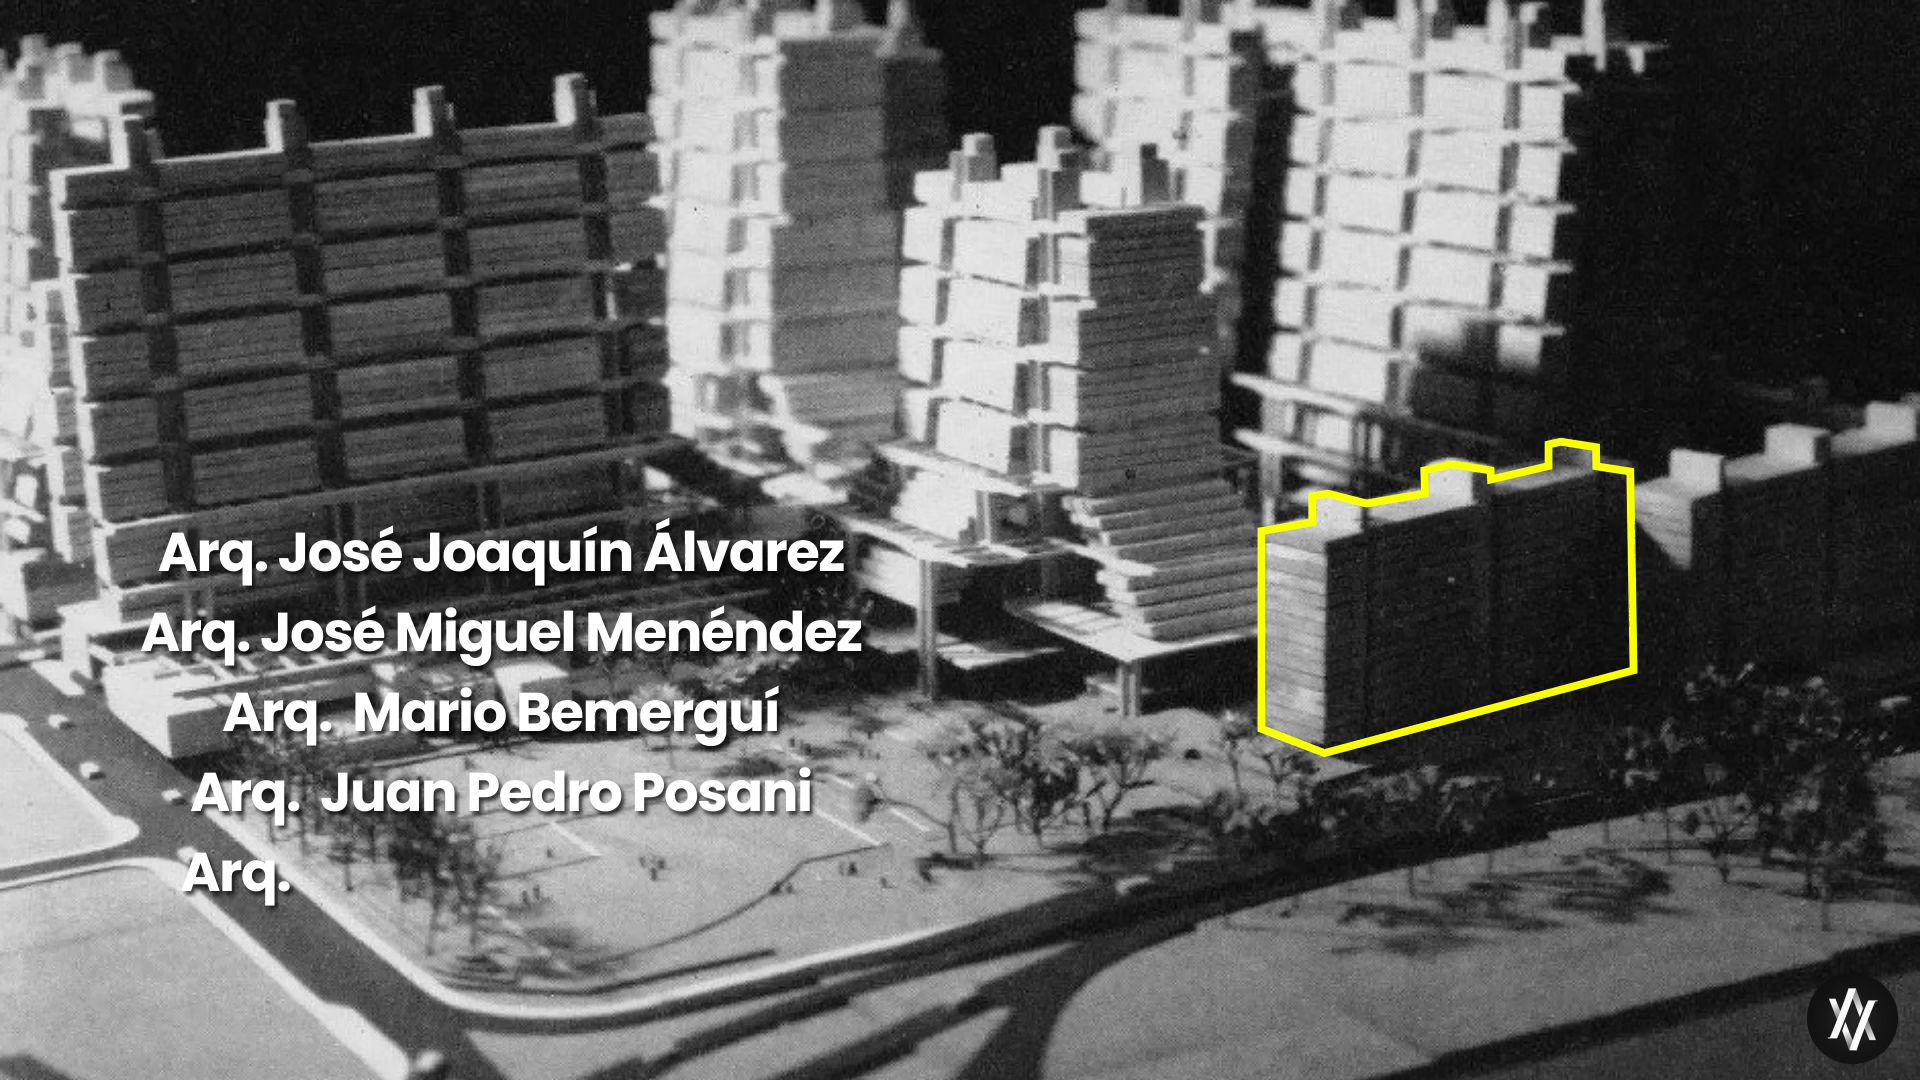 Arq. José Joaquín Álvarez
Arq. José Miguel Menéndez
Arq. Mario Bemerguí
Arq. Juan Pedro Posani
Arq.